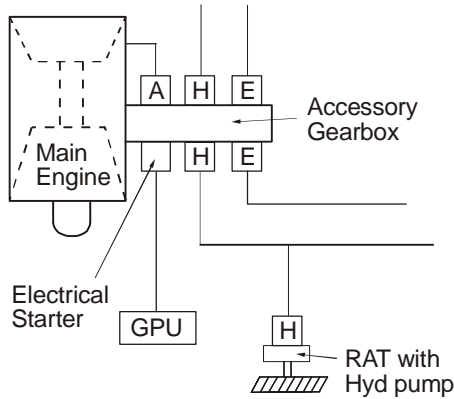 A H E
Accessory
Gearbox
Main
Engine
H E
Electrical
Starter
GPU
H
RAT with
Hyd pump